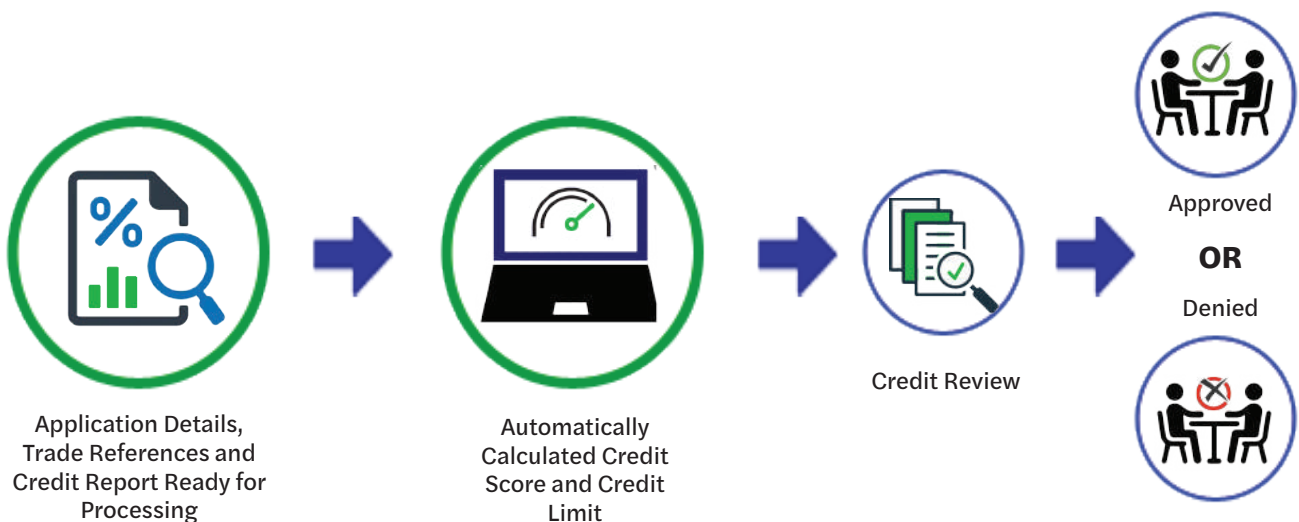 Application Details,
Trade References and
Credit Report Ready for
Processing
Automatically
Calculated Credit
Score and Credit
Limit
Credit Review
Approved
OR
Denied
%